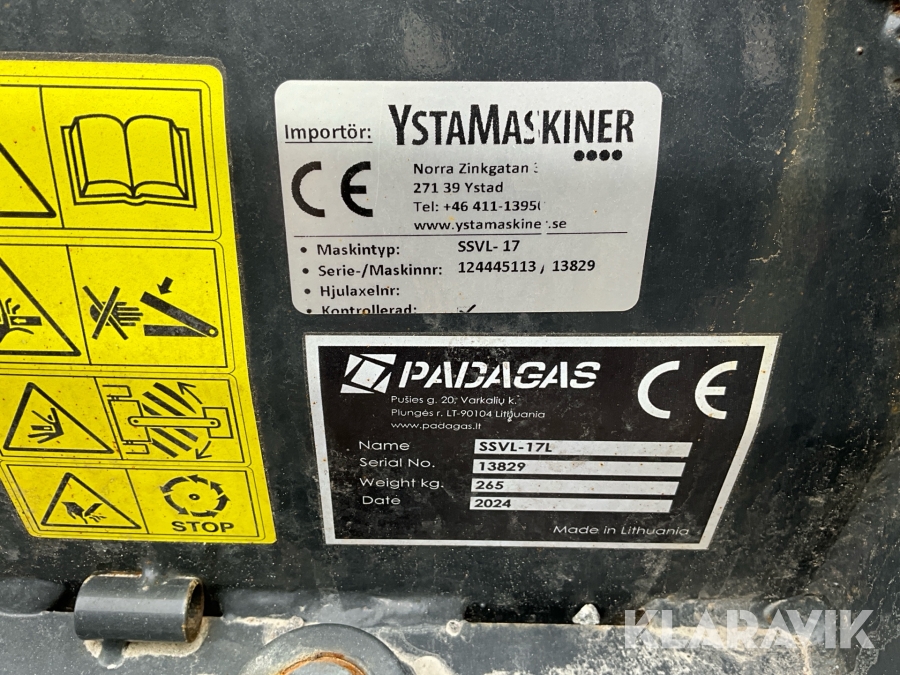 Importör: YSTAMASKINER
CE
Norra Zinkgatan
271 39 Ystad
Tel: +46 411-1395
www.ystamaskiner.se
• Maskintyp: SSVL- 17
• Serie-/Maskinnr: 124445113 / 13829
• Hjulaxelnr:
• Kontrollerad: ✓
PADAGAS CE
Pušies g. 20, Varkalių k.
Plungės r. LT-90104 Lithuania
www.padagas.lt
Name SSVL-17L
Serial No. 13829
Weight kg. 265
Date 2024
Made in Lithuania
STOP
KLARAVIK